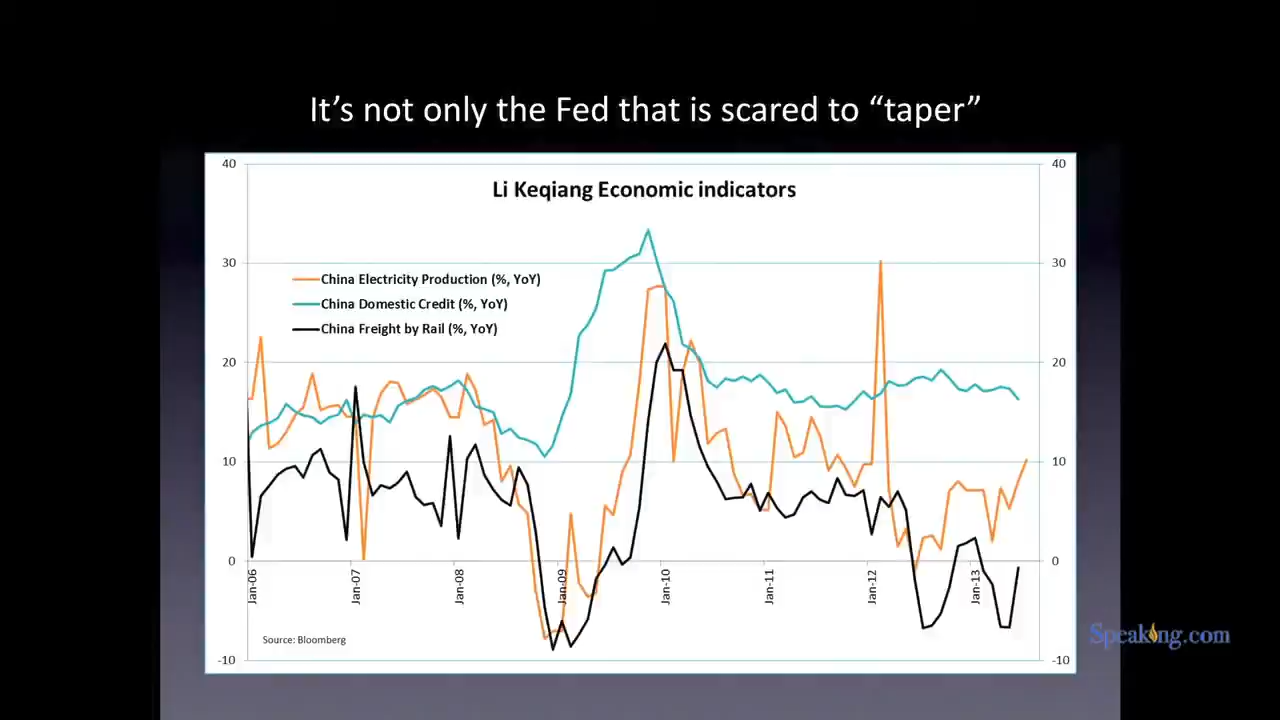 It's not only the Fed that is scared to “taper”
40
40
Li Keqiang Economic indicators
30
30
China Electricity Production (%, YoY)
China Domestic Credit (%, YoY)
China Freight by Rail (%, YoY)
20
20
10
10
0
0
Jan-06
Jan-07
Jan-08
Jan-09
Jan-10
Jan-11
Jan-12
Jan-13
Source: Bloomberg
Speaking.com
-10
-10